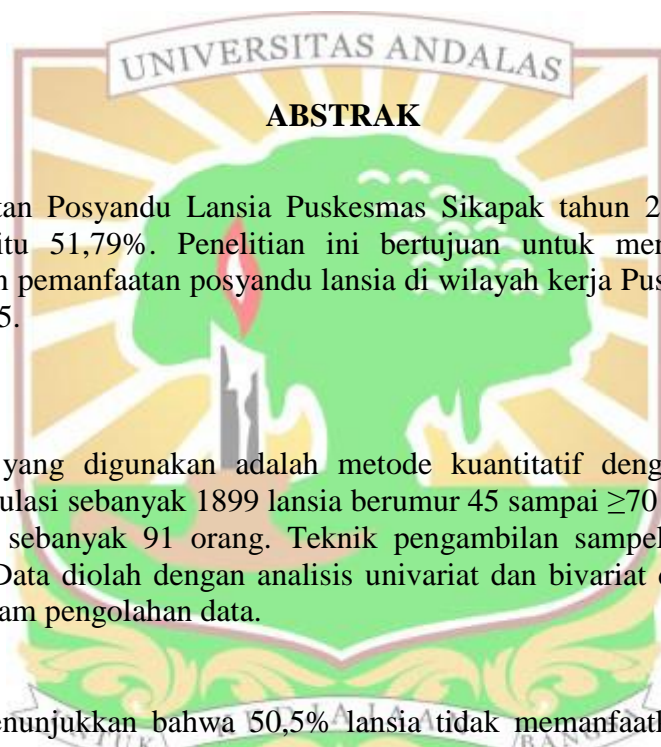 UNIVERSITAS ANDALAS
ABSTRAK
tan Posyandu Lansia Puskesmas Sikapak tahun 2
itu 51,79%. Penelitian ini bertujuan untuk men
n pemanfaatan posyandu lansia di wilayah kerja Pus
5.
yang digunakan adalah metode kuantitatif deng
ulasi sebanyak 1899 lansia berumur 45 sampai ≥70
sebanyak 91 orang. Teknik pengambilan sampel
Data diolah dengan analisis univariat dan bivariat
am pengolahan data.
enunjukkan bahwa 50,5% lansia tidak memanfaat